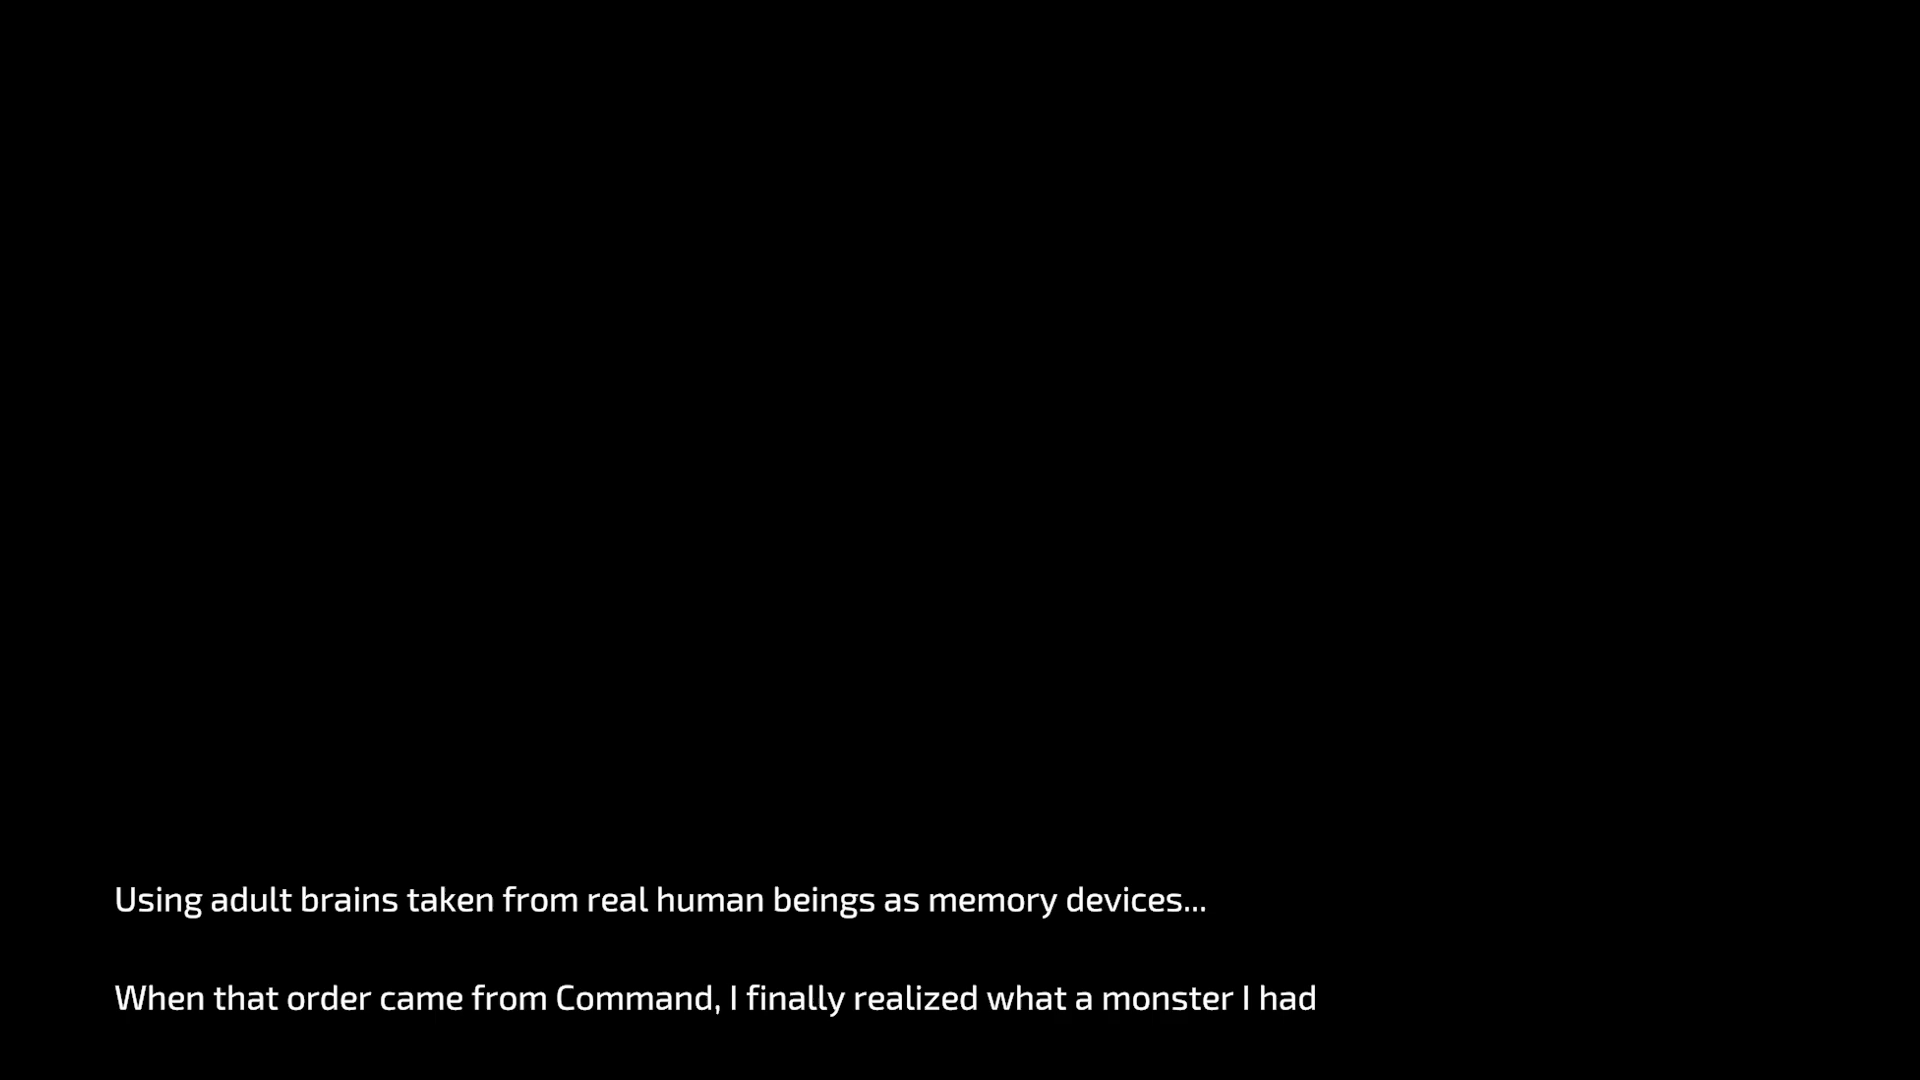 Using adult brains taken from real human beings as memory devices...
When that order came from Command, I finally realized what a monster I had